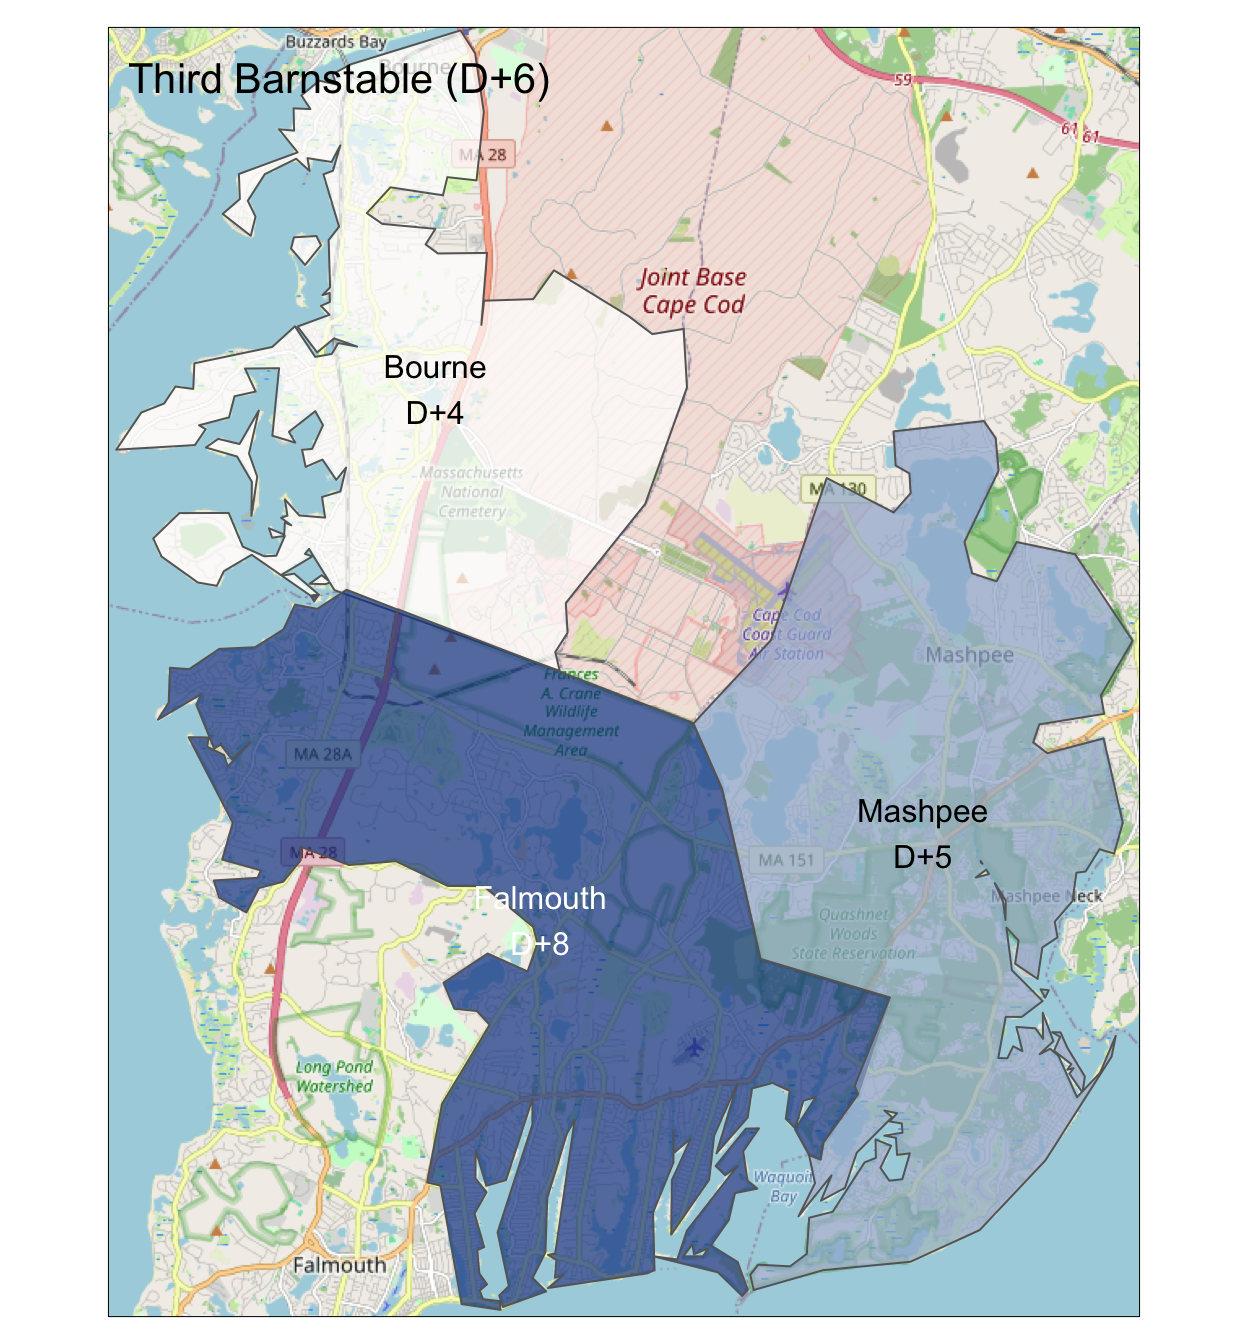 Buzzards Bay
Bourne
Third Barnstable (D+6)
59
61
61
MA 28
Joint Base
Cape Cod
Bourne
D+4
Massachusetts
National
Cemetery
MA 130
Cape Cod
Coast Guard
Air Station
Mashpee
Frances
A. Crane
Wildlife
Management
Area
MA 28A
Mashpee
D+5
MA 28
MA 151
Falmouth
D+8
Mashpee Neck
Quashnet
Woods
State Reservation
Long Pond
Watershed
Waquoit
Bay
Falmouth